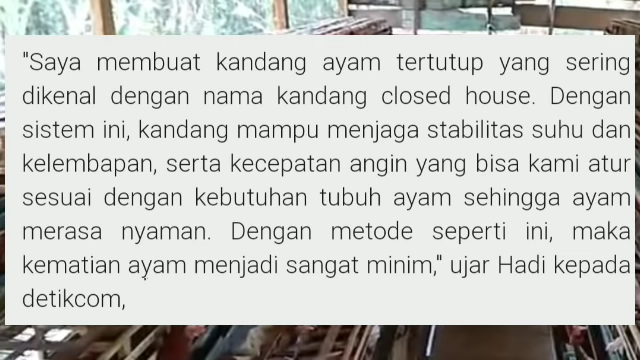 "Saya membuat kandang ayam tertutup yang sering
dikenal dengan nama kandang closed house. Dengan
sistem ini, kandang mampu menjaga stabilitas suhu dan
kelembapan, serta kecepatan angin yang bisa kami atur
sesuai dengan kebutuhan tubuh ayam sehingga ayam
merasa nyaman. Dengan metode seperti ini, maka
kematian ayam menjadi sangat minim," ujar Hadi kepada
detikcom,